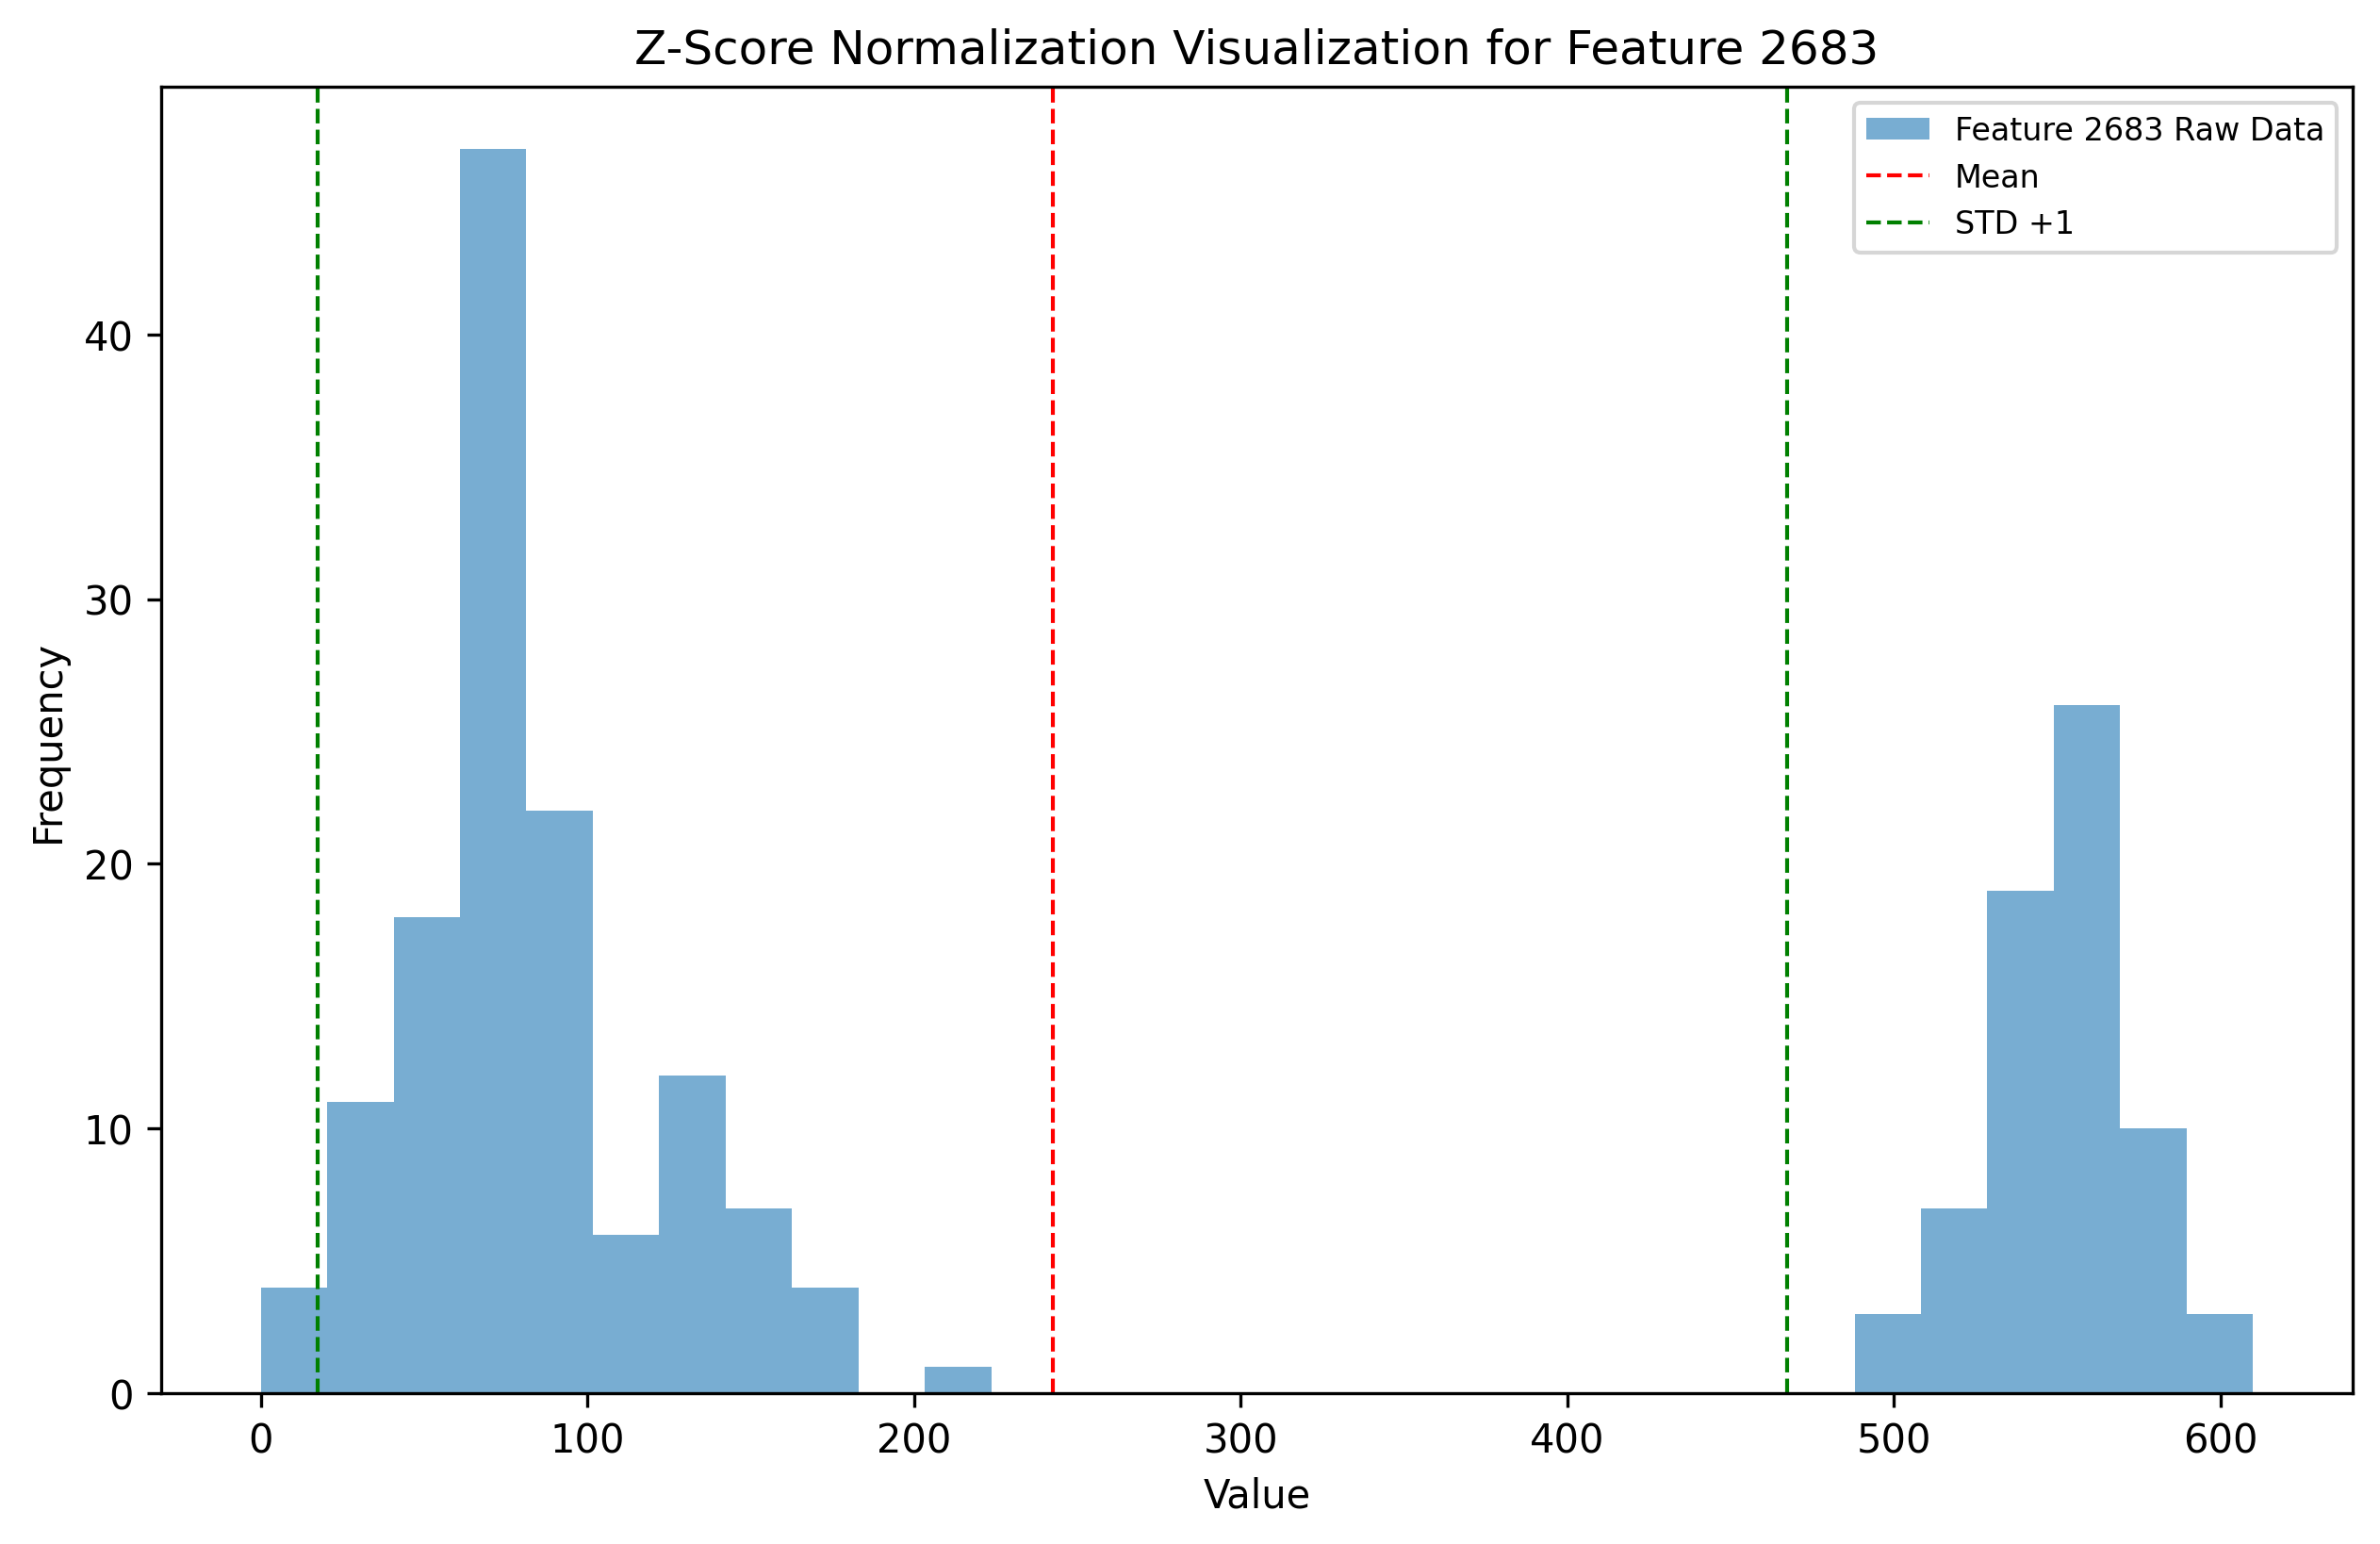 Z-Score Normalization Visualization for Feature 2683
Feature 2683 Raw Data
Mean
STD +1
40
30
20
10
0
Frequency
0 100 200 300 400 500 600
Value